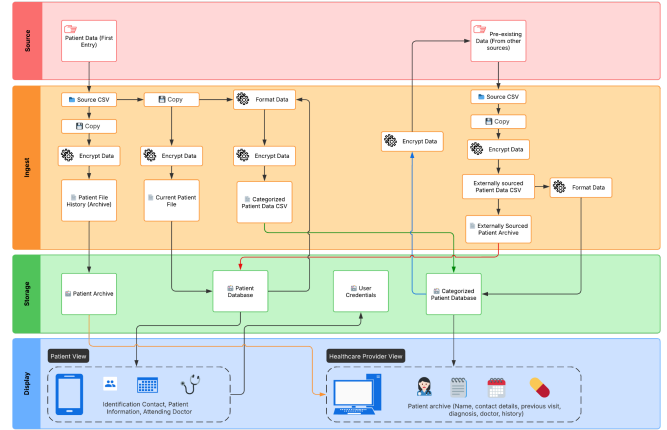 Source
Patient Data (First
Entry)
Pre-existing
Data (From other
sources)
Ingest
Source CSV
Copy
Format Data
Source CSV
Copy
Copy
Encrypt Data
Encrypt Data
Encrypt Data
Encrypt Data
Encrypt Data
Patient File
History (Archive)
Current Patient
File
Categorized
Patient Data CSV
Externally sourced
Patient Data CSV
Format Data
Externally Sourced
Patient Archive
Storage
Patient Archive
Patient
Database
User
Credentials
Categorized
Patient Database
Display
Patient View
Identification Contact, Patient
Information, Attending Doctor
Healthcare Provider View
Patient archive (Name, contact details, previous visit,
diagnosis, doctor, history)